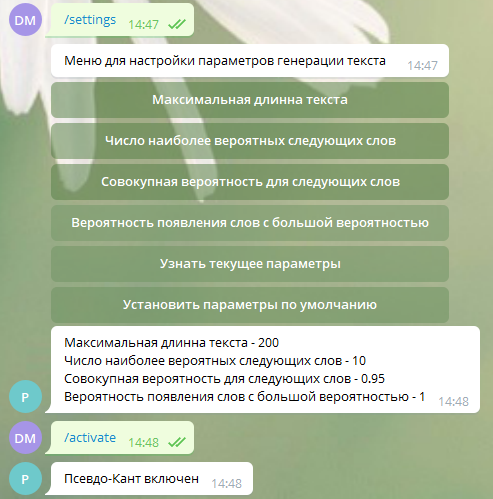 DM
/settings
14:47
Меню для настройки параметров генерации текста
14:47
Максимальная длинна текста
Число наиболее вероятных следующих слов
Совокупная вероятность для следующих слов
Вероятность появления слов с большой вероятностью
Узнать текущее параметры
Установить параметры по умолчанию
Максимальная длинна текста - 200
Число наиболее вероятных следующих слов - 10
Совокупная вероятность для следующих слов - 0.95
Вероятность появления слов с большой вероятностью - 1
14:48
P
DM
/activate
14:48
P
Псевдо-Кант включен
14:48